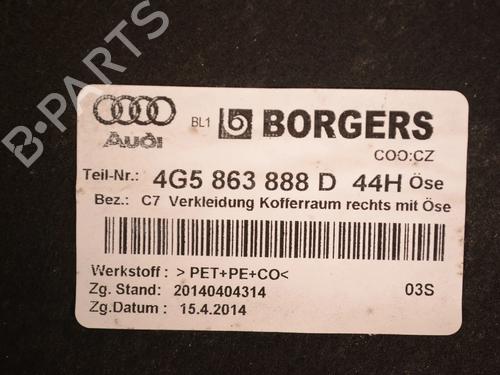 B-PARTS
Audi
BL1 BORGERS
COO:CZ
Teil-Nr.: 4G5 863 888 D 44H Öse
Bez.: C7 Verkleidung Kofferraum rechts mit Öse
Werkstoff : > PET+PE+CO<
Zg. Stand: 20140404314 03S
Zg.Datum : 15.4.2014